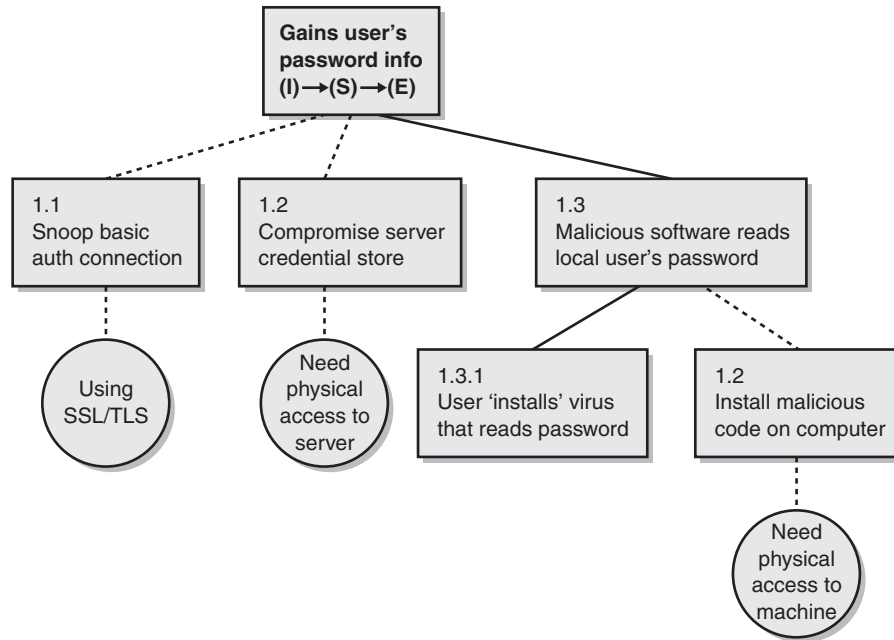 Gains user's
password info
(I)→(S)→(E)
1.1
Snoop basic
auth connection
1.2
Compromise server
credential store
1.3
Malicious software reads
local user's password
Using
SSL/TLS
Need
physical
access to
server
1.3.1
User ‘installs’ virus
that reads password
1.2
Install malicious
code on computer
Need
physical
access to
machine